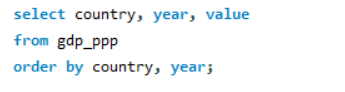 select country, year, value
from gdp_ppp
order by country, year;